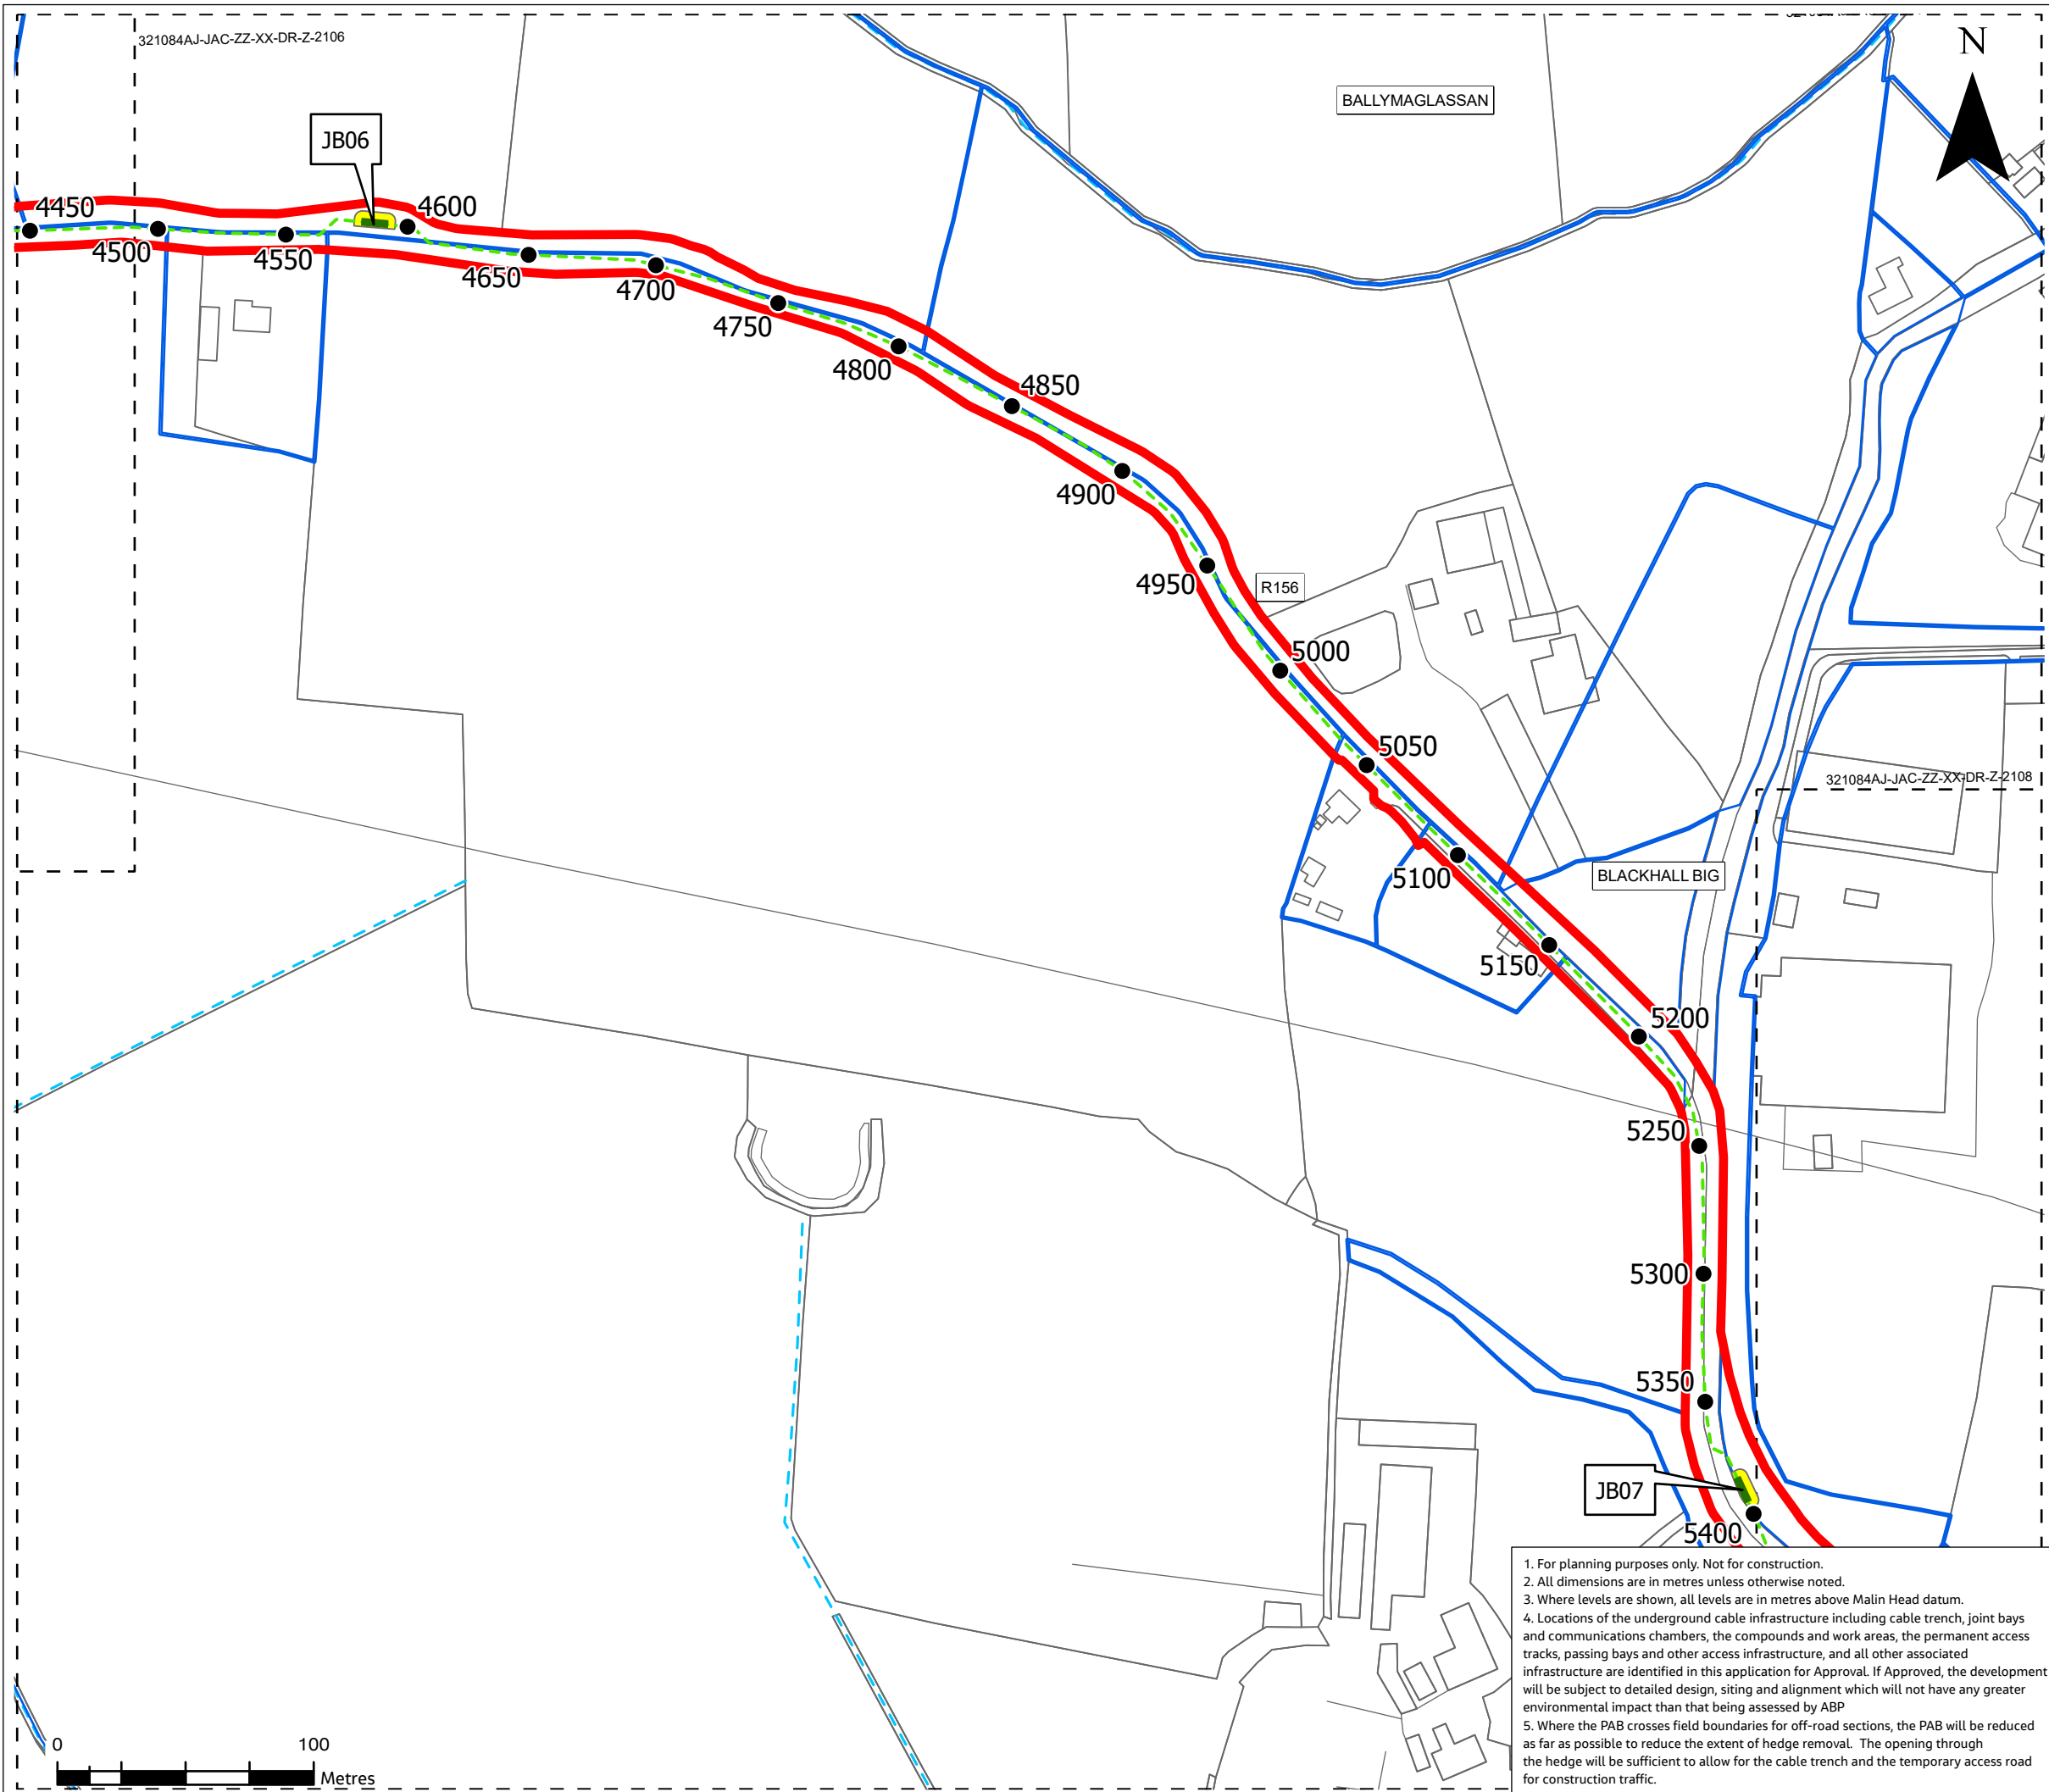 321084AJ-JAC-ZZ-XX-DR-Z-2106
N
BALLYMAGLASSAN
JB06
4450
4600
4500
4550
4650
4700
4750
4800
4850
4900
4950
R156
5000
5050
321084AJ-JAC-ZZ-XX-DR-Z-2108
5100
BLACKHALL BIG
5150
5200
5250
5300
5350
JB07
5400
1. For planning purposes only. Not for construction.
2. All dimensions are in metres unless otherwise noted.
3. Where levels are shown, all levels are in metres above Malin Head datum.
4. Locations of the underground cable infrastructure including cable trench, joint bays
and communications chambers, the compounds and work areas, the permanent access
tracks, passing bays and other access infrastructure, and all other associated
infrastructure are identified in this application for Approval. If Approved, the development
will be subject to detailed design, siting and alignment which will not have any greater
environmental impact than that being assessed by ABP
5. Where the PAB crosses field boundaries for off-road sections, the PAB will be reduced
as far as possible to reduce the extent of hedge removal. The opening through
the hedge will be sufficient to allow for the cable trench and the temporary access road
for construction traffic.
0 100
Metres